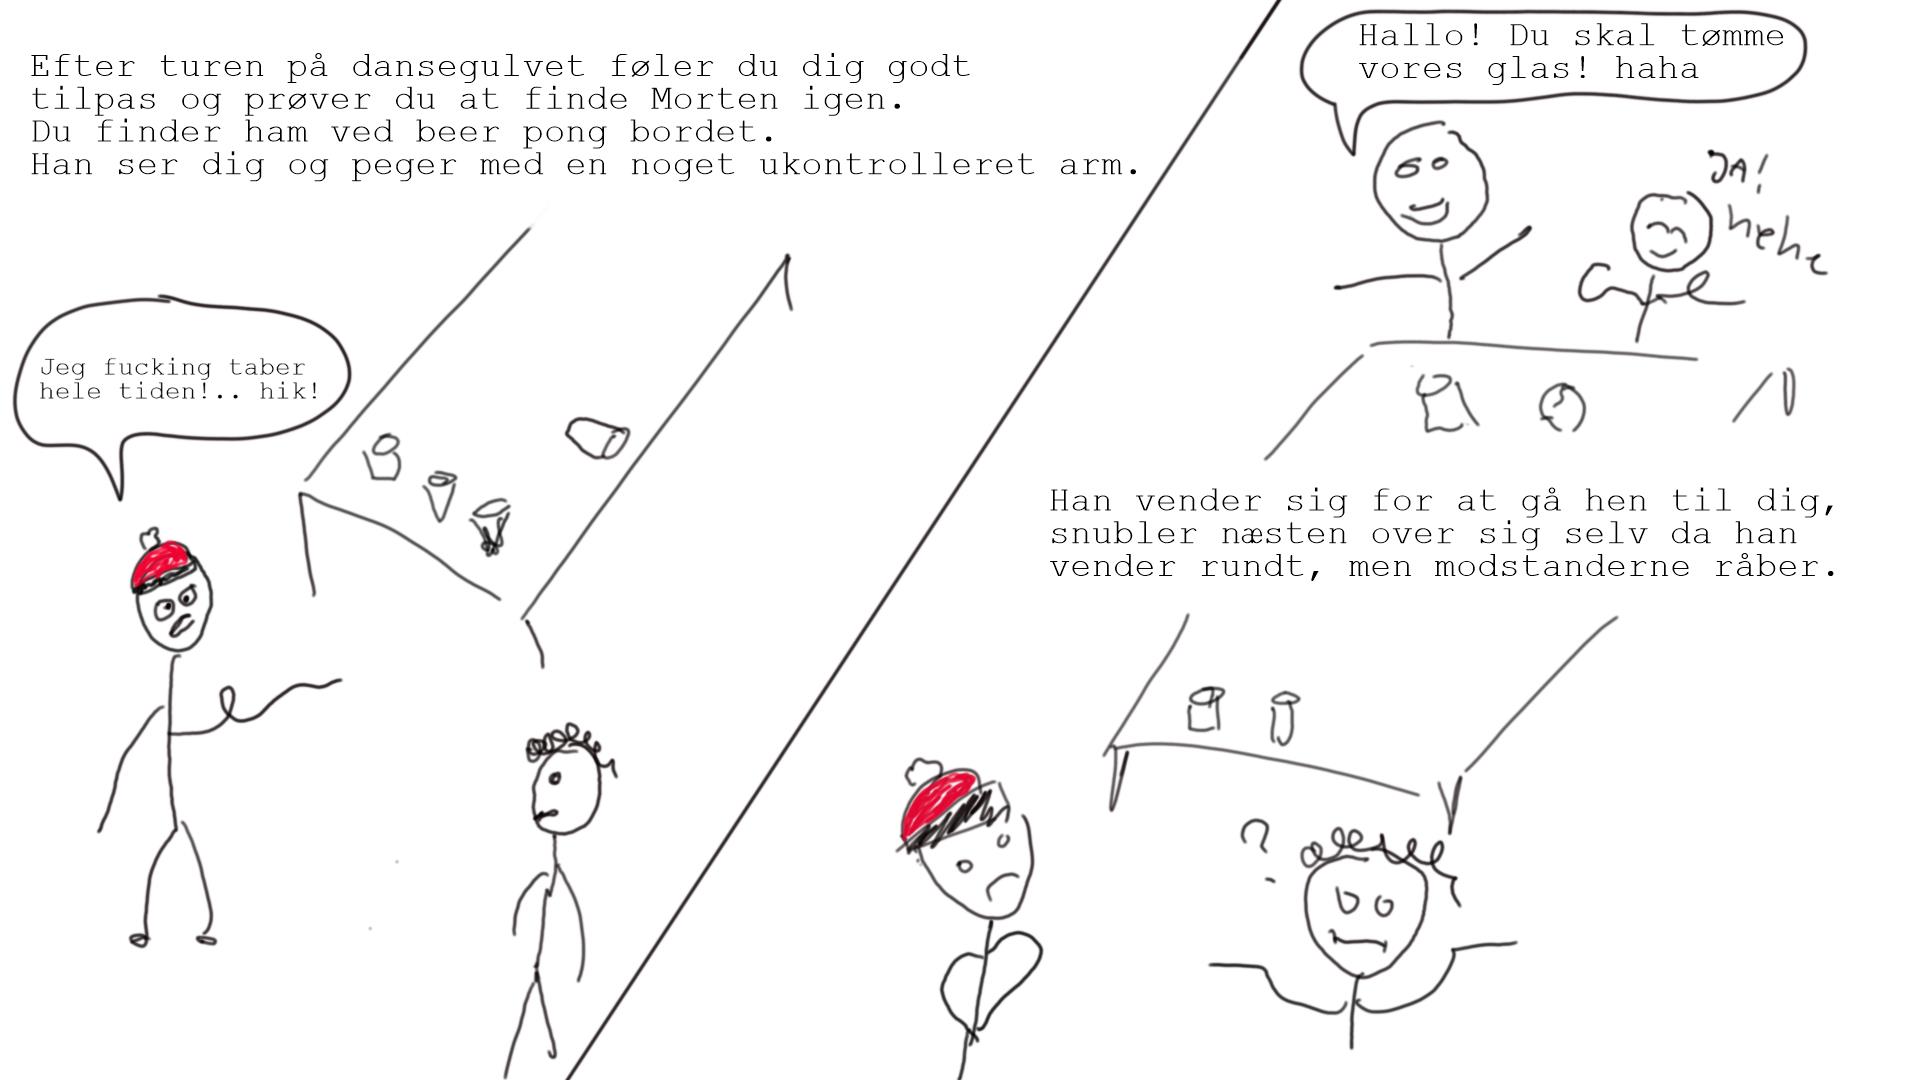 Efter turen på dansegulvet føler du dig godt
tilpas og prøver du at finde Morten igen.
Du finder ham ved beer pong bordet.
Han ser dig og peger med en noget ukontrolleret arm.
Jeg fucking taber
hele tiden!.. hik!
Hallo! Du skal tømme
vores glas! haha
JA!
hehe
Han vender sig for at gå hen til dig,
snubler næsten over sig selv da han
vender rundt, men modstanderne råber.
?